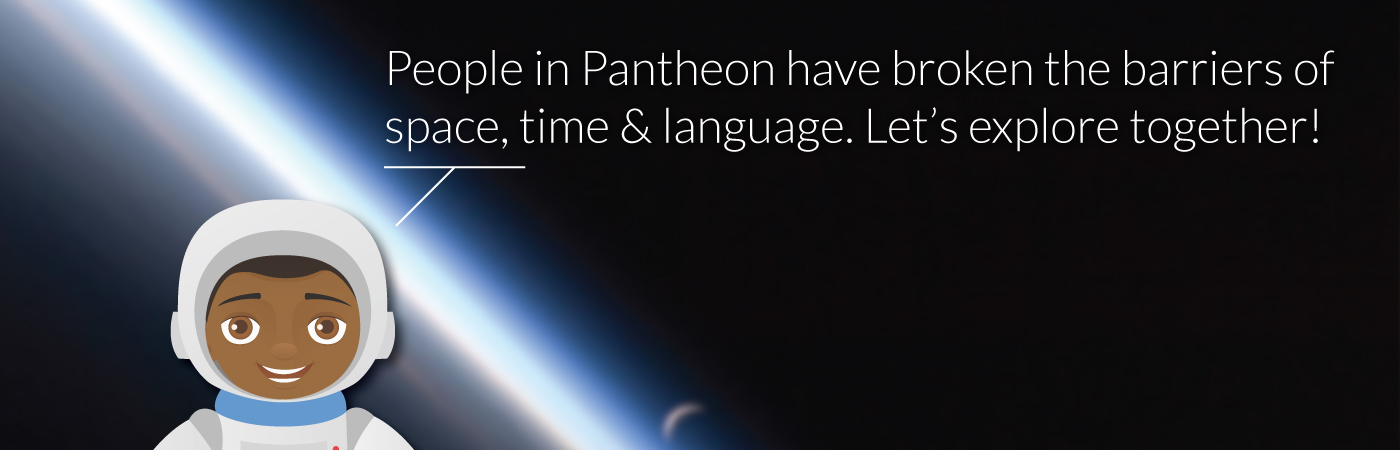 People in Pantheon have broken the barriers of
space, time & language. Let’s explore together!